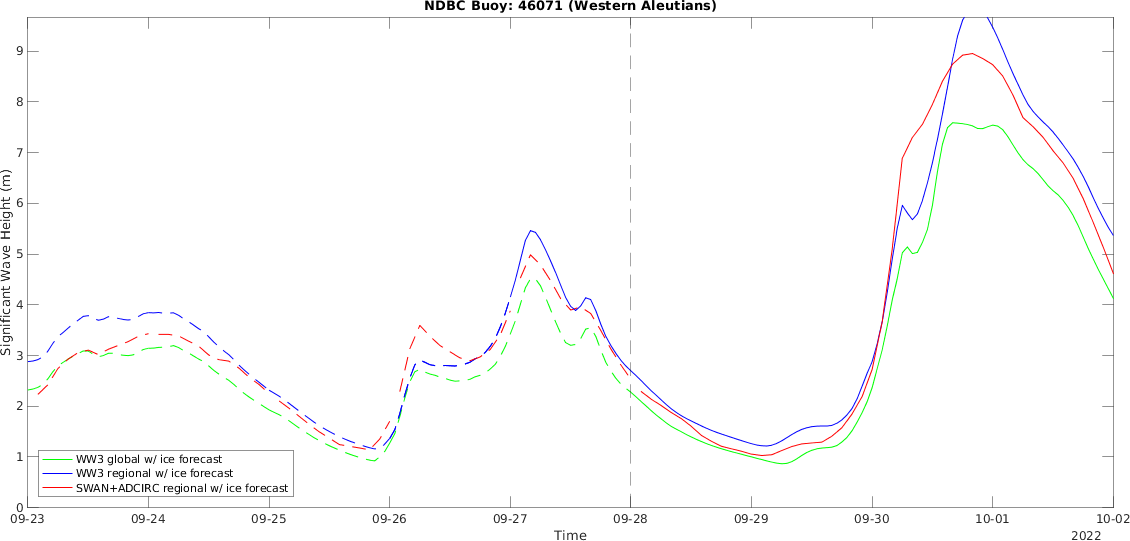 NDBC Buoy: 46071 (Western Aleutians)
Significant Wave Height (m)
9
8
7
6
5
4
3
2
1
0
WW3 global w/ ice forecast
WW3 regional w/ ice forecast
SWAN+ADCIRC regional w/ ice forecast
09-23 09-24 09-25 09-26 09-27 09-28 09-29 09-30 10-01 10-02
Time
2022